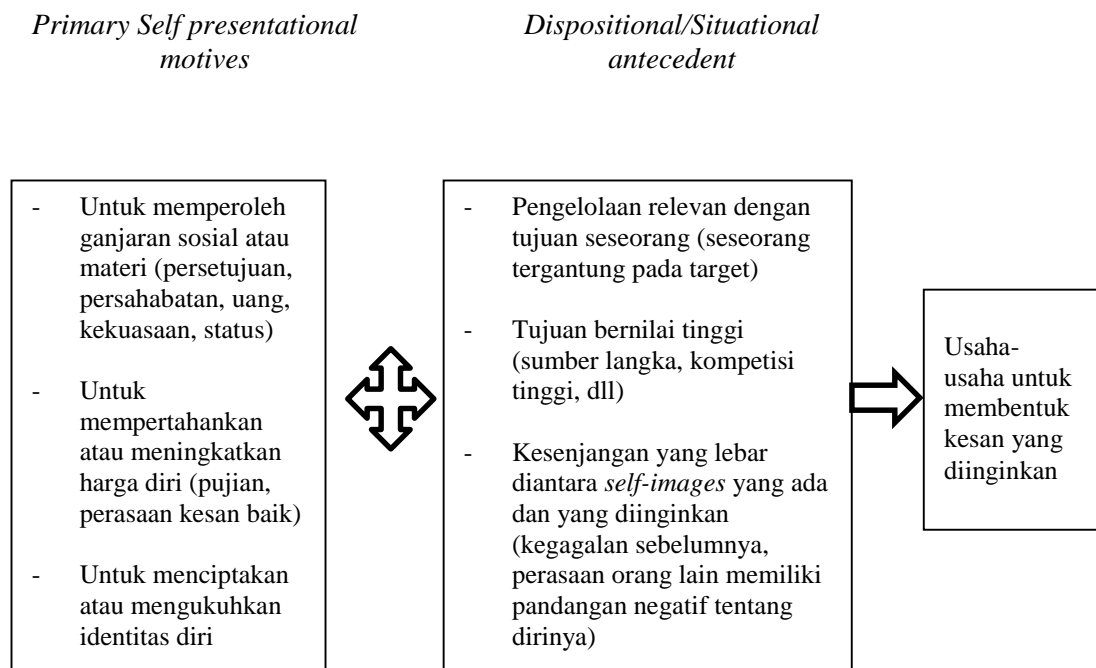 Primary Self presentational
motives
Dispositional/Situational
antecedent
- Untuk memperoleh
ganjaran sosial atau
materi (persetujuan,
persahabatan, uang,
kekuasaan, status)
- Untuk
mempertahankan
atau meningkatkan
harga diri (pujian,
perasaan kesan baik)
- Untuk menciptakan
atau mengukuhkan
identitas diri
- Pengelolaan relevan dengan
tujuan seseorang (seseorang
tergantung pada target)
- Tujuan bernilai tinggi
(sumber langka, kompetisi
tinggi, dll)
- Kesenjangan yang lebar
diantara self-images yang ada
dan yang diinginkan
(kegagalan sebelumnya,
perasaan orang lain memiliki
pandangan negatif tentang
dirinya)
Usaha-
usaha untuk
membentuk
kesan yang
diinginkan